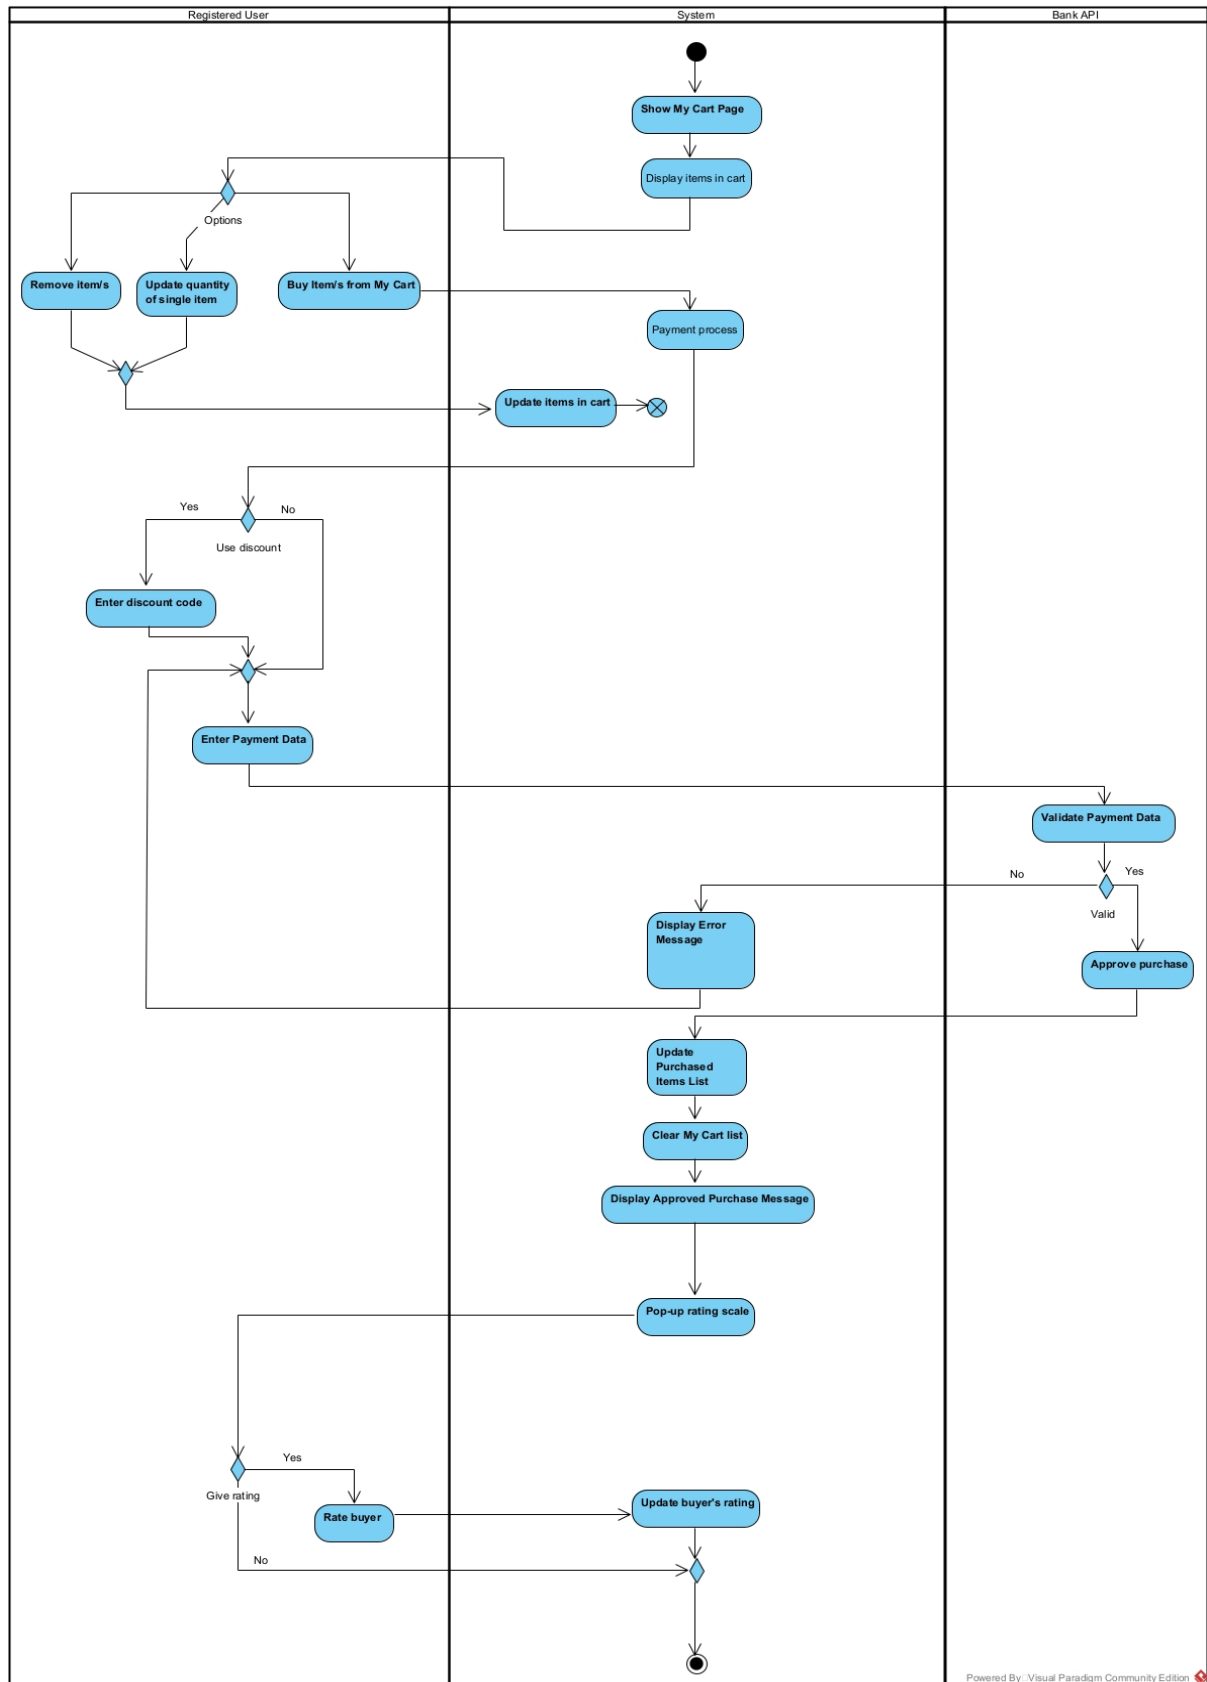 Registered User
System
Bank API
Show My Cart Page
Display items in cart
Options
Remove item/s
Update quantity
of single item
Buy Item/s from My Cart
Payment process
Update items in cart
Yes
No
Use discount
Enter discount code
Enter Payment Data
Validate Payment Data
No
Yes
Valid
Display Error
Message
Approve purchase
Update
Purchased
Items List
Clear My Cart list
Display Approved Purchase Message
Pop-up rating scale
Yes
Give rating
Rate buyer
Update buyer's rating
No
Powered By Visual Paradigm Community Edition